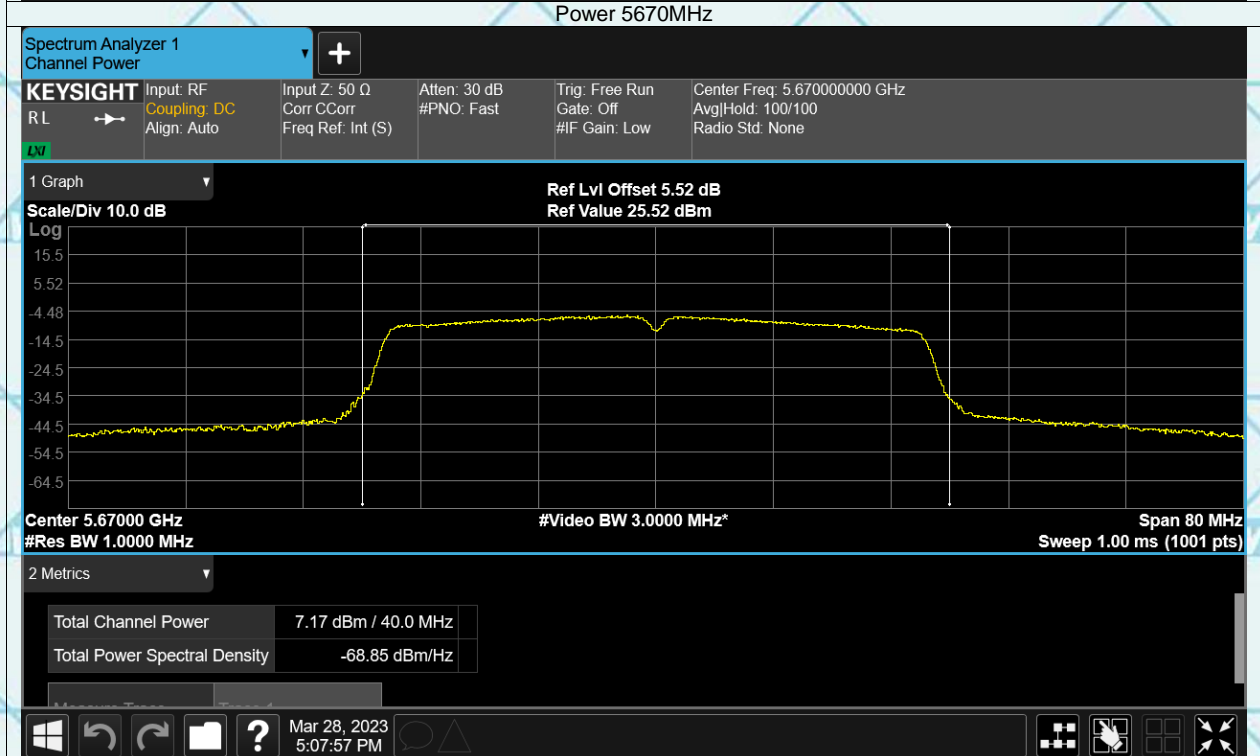 Power 5670MHz
Spectrum Analyzer 1
Channel Power
KEYSIGHT
R L
LXI
Input: RF
Coupling: DC
Align: Auto
Input Z: 50 Ω
Corr CCorr
Freq Ref: Int (S)
Atten: 30 dB
#PNO: Fast
Trig: Free Run
Gate: Off
#IF Gain: Low
Center Freq: 5.670000000 GHz
Avg|Hold: 100/100
Radio Std: None
1 Graph
Scale/Div 10.0 dB
Ref Lvl Offset 5.52 dB
Ref Value 25.52 dBm
Log
15.5
5.52
-4.48
-14.5
-24.5
-34.5
-44.5
-54.5
-64.5
Center 5.67000 GHz
#Video BW 3.0000 MHz*
Span 80 MHz
#Res BW 1.0000 MHz
Sweep 1.00 ms (1001 pts)
2 Metrics
Total Channel Power 7.17 dBm / 40.0 MHz
Total Power Spectral Density -68.85 dBm/Hz
Mar 28, 2023
5:07:57 PM